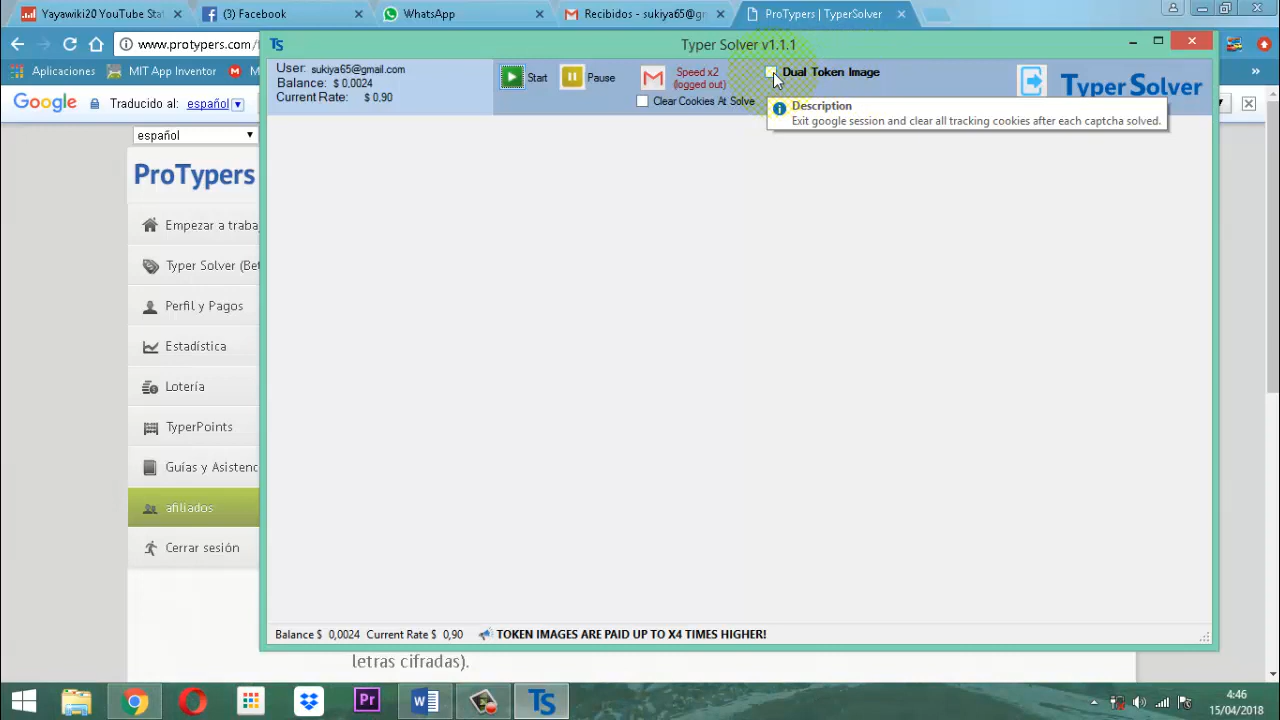 Yayawiki20 YouTube Stat
(3) Facebook
WhatsApp
Recibidos - sukiya65@gm
ProTypers | TyperSolver
www.protypers.com/
Aplicaciones
MIT App Inventor
Google
Traducido al: español
español
ProTypers
Empezar a traba
Typer Solver (Bet
Perfil y Pagos
Estadística
Lotería
TyperPoints
Guías y Asistenc
afiliados
Cerrar sesión
Typer Solver v1.1.1
User: sukiya65@gmail.com
Balance: $ 0,0024
Current Rate: $ 0,90
Start
Pause
Speed x2
(logged out)
Clear Cookies At Solve
Dual Token Image
TyperSolver
Description
Exit google session and clear all tracking cookies after each captcha solved.
Balance $ 0,0024 Current Rate $ 0,90 TOKEN IMAGES ARE PAID UP TO X4 TIMES HIGHER!
letras cifradas).
4:46
15/04/2018